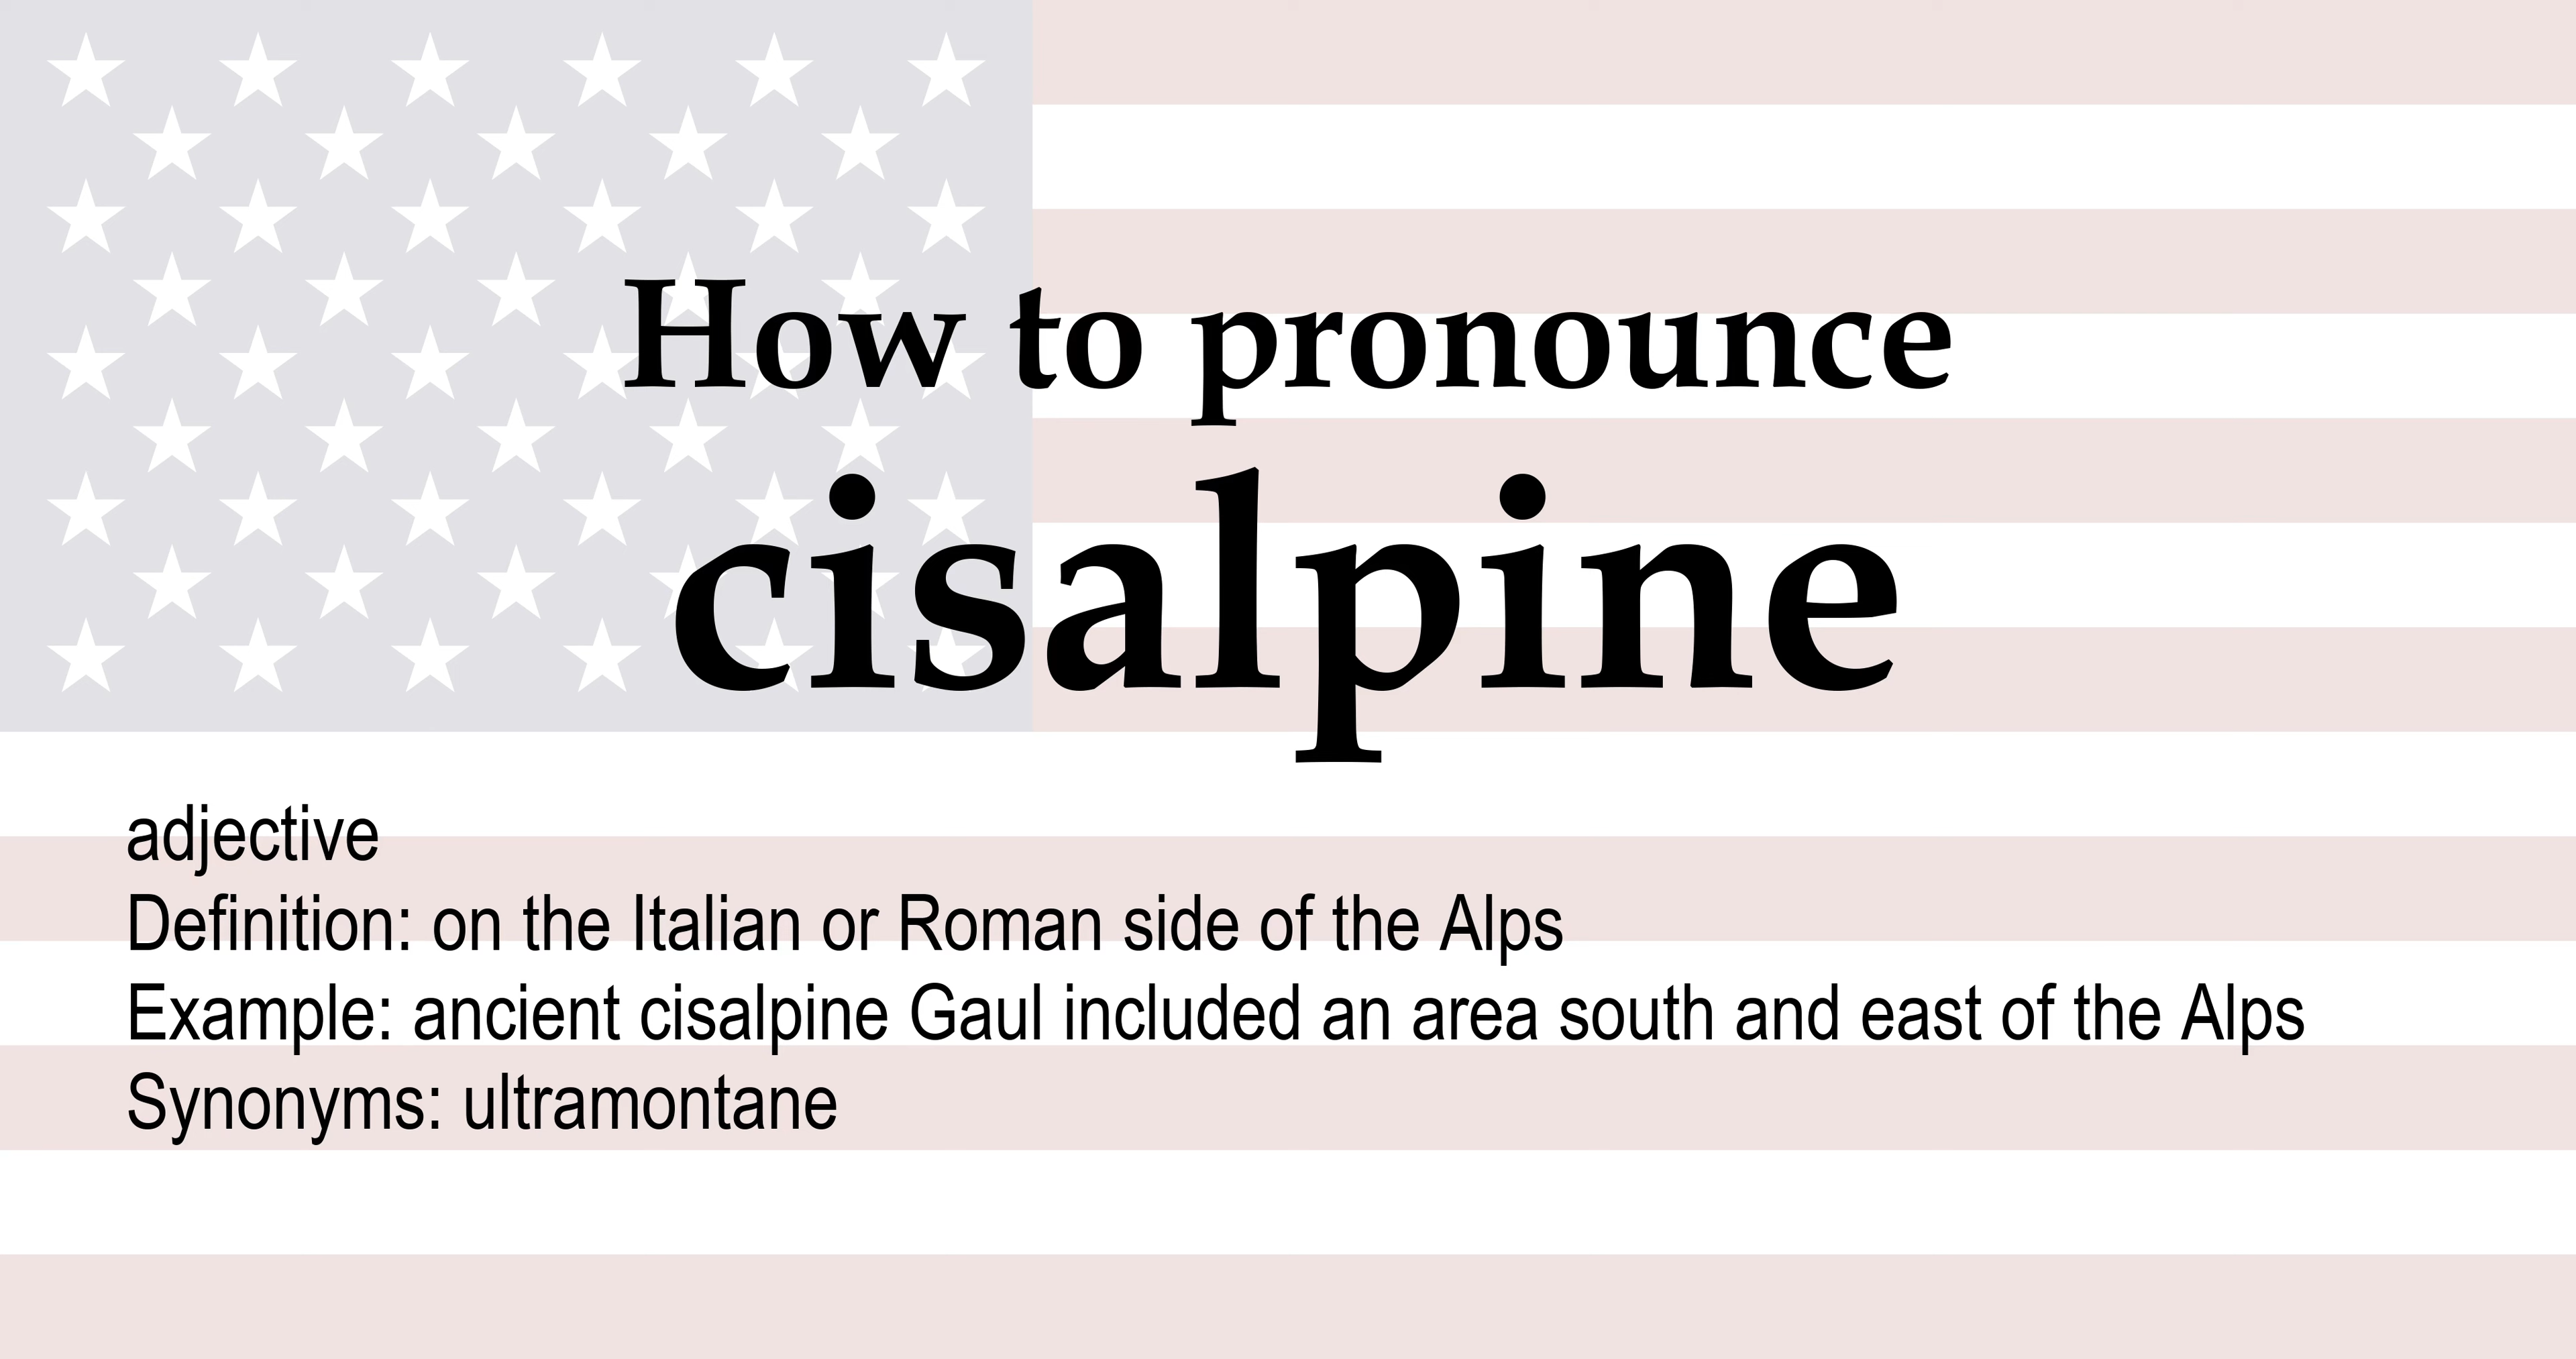 How to pronounce
cisalpine
adjective
Definition: on the Italian or Roman side of the Alps
Example: ancient cisalpine Gaul included an area south and east of the Alps
Synonyms: ultramontane